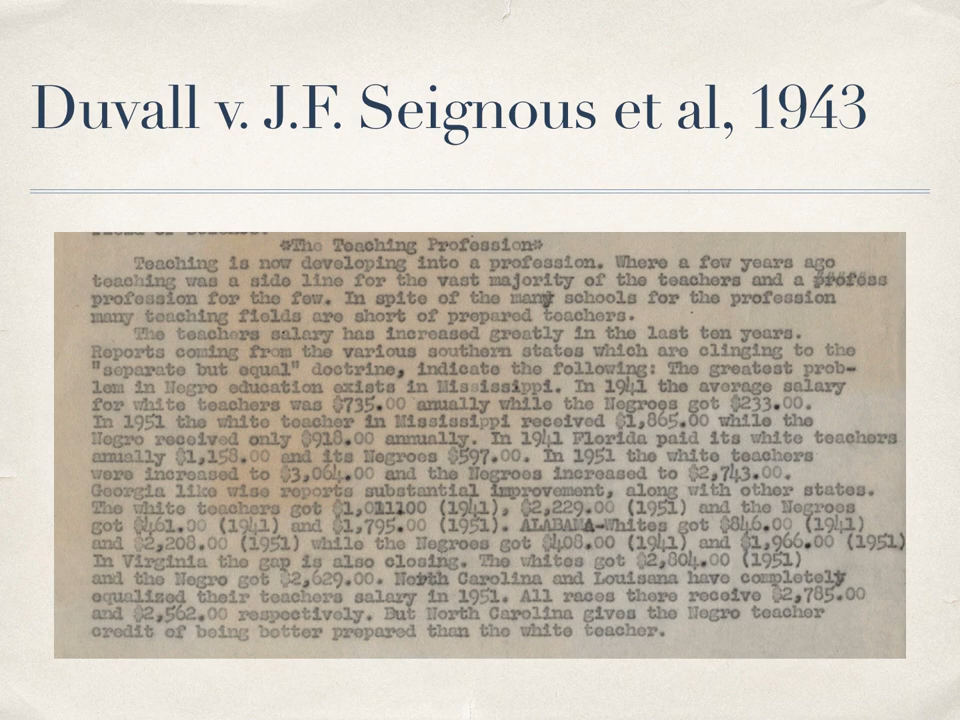 Duvall v. J.F. Seignous et al, 1943
Field of Science.
*The Teaching Profession*
Teaching is now developing into a profession. Where a few years ago
teaching was a side line for the vast majority of the teachers and a profess
profession for the few. In spite of the many schools for the profession
many teaching fields are short of prepared teachers.
The teachers salary has increased greatly in the last ten years.
Reports coming from the various southern states which are clinging to the
"separate but equal" doctrine, indicate the following: The greatest prob-
lem in Negro education exists in Mississippi. In 1941 the average salary
for white teachers was $735.00 anually while the Negroes got $233.00.
In 1951 the white teacher in Mississippi received $1,865.00 while the
Negro received only $918.00 annually. In 1941 Florida paid its white teachers
anually $1,158.00 and its Negroes $597.00. In 1951 the white teachers
were increased to $3,064.00 and the Negroes increased to $2,743.00.
Georgia like wise reports substantial improvement, along with other states.
The white teachers got (1941), $2,229.00 (1951) and the Negroes
got $461.00 (1941) and $1,795.00 (1951). ALABAMA-Whites got $846.00 (1941)
and $2,208.00 (1951) while the Negroes got $408.00 (1941) and $1,966.00 (1951)
In Virginia the gap is also closing. The whites got $2,804.00 (1951)
and the Negro got $2,629.00. North Carolina and Louisana have completely
equalized their teachers salary in 1951. All races there receive $2,785.00
and $2,562.00 respectively. But North Carolina gives the Negro teacher
credit of being better prepared than the white teacher.